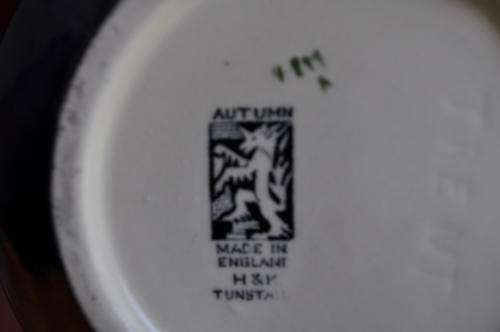 AUTUMN
MADE IN
ENGLAND
H & K
TUNSTALL